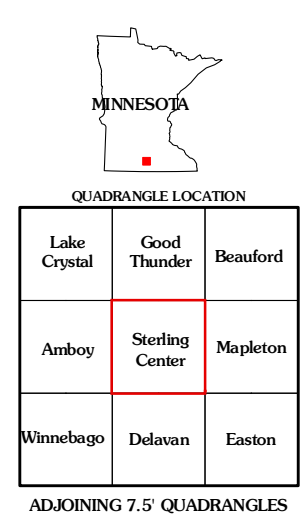 MINNESOTA
QUADRANGLE LOCATION
Lake
Crystal
Good
Thunder
Beauford
Amboy
Sterling
Center
Mapleton
Winnebago
Delavan
Easton
ADJOINING 7.5' QUADRANGLES